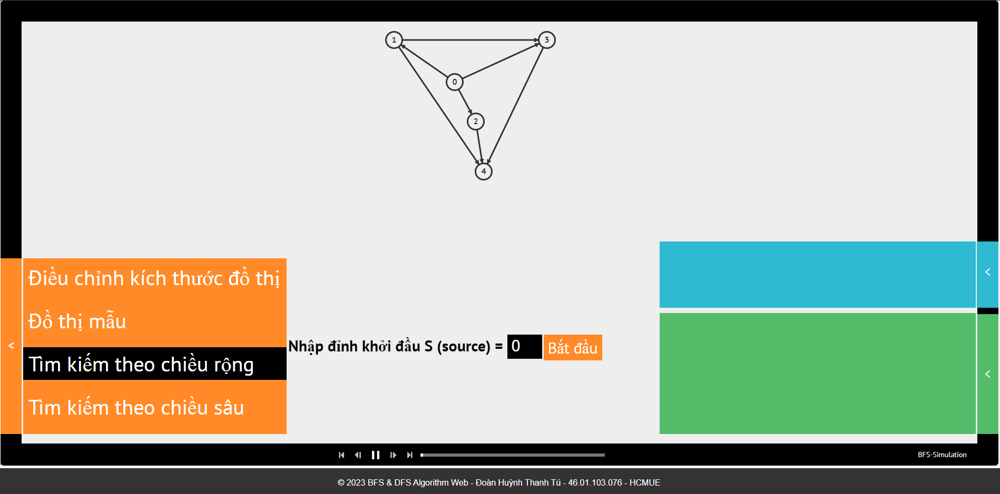 1
3
0
2
4
Điều chỉnh kích thước đồ thị
Đồ thị mẫu
Tìm kiếm theo chiều rộng
Tìm kiếm theo chiều sâu
Nhập đỉnh khởi đầu S (source) = 0 Bắt đầu
<
<
<
BFS-Simulation
© 2023 BFS & DFS Algorithm Web - Đoàn Huỳnh Thanh Tú - 46.01.103.076 - HCMUE